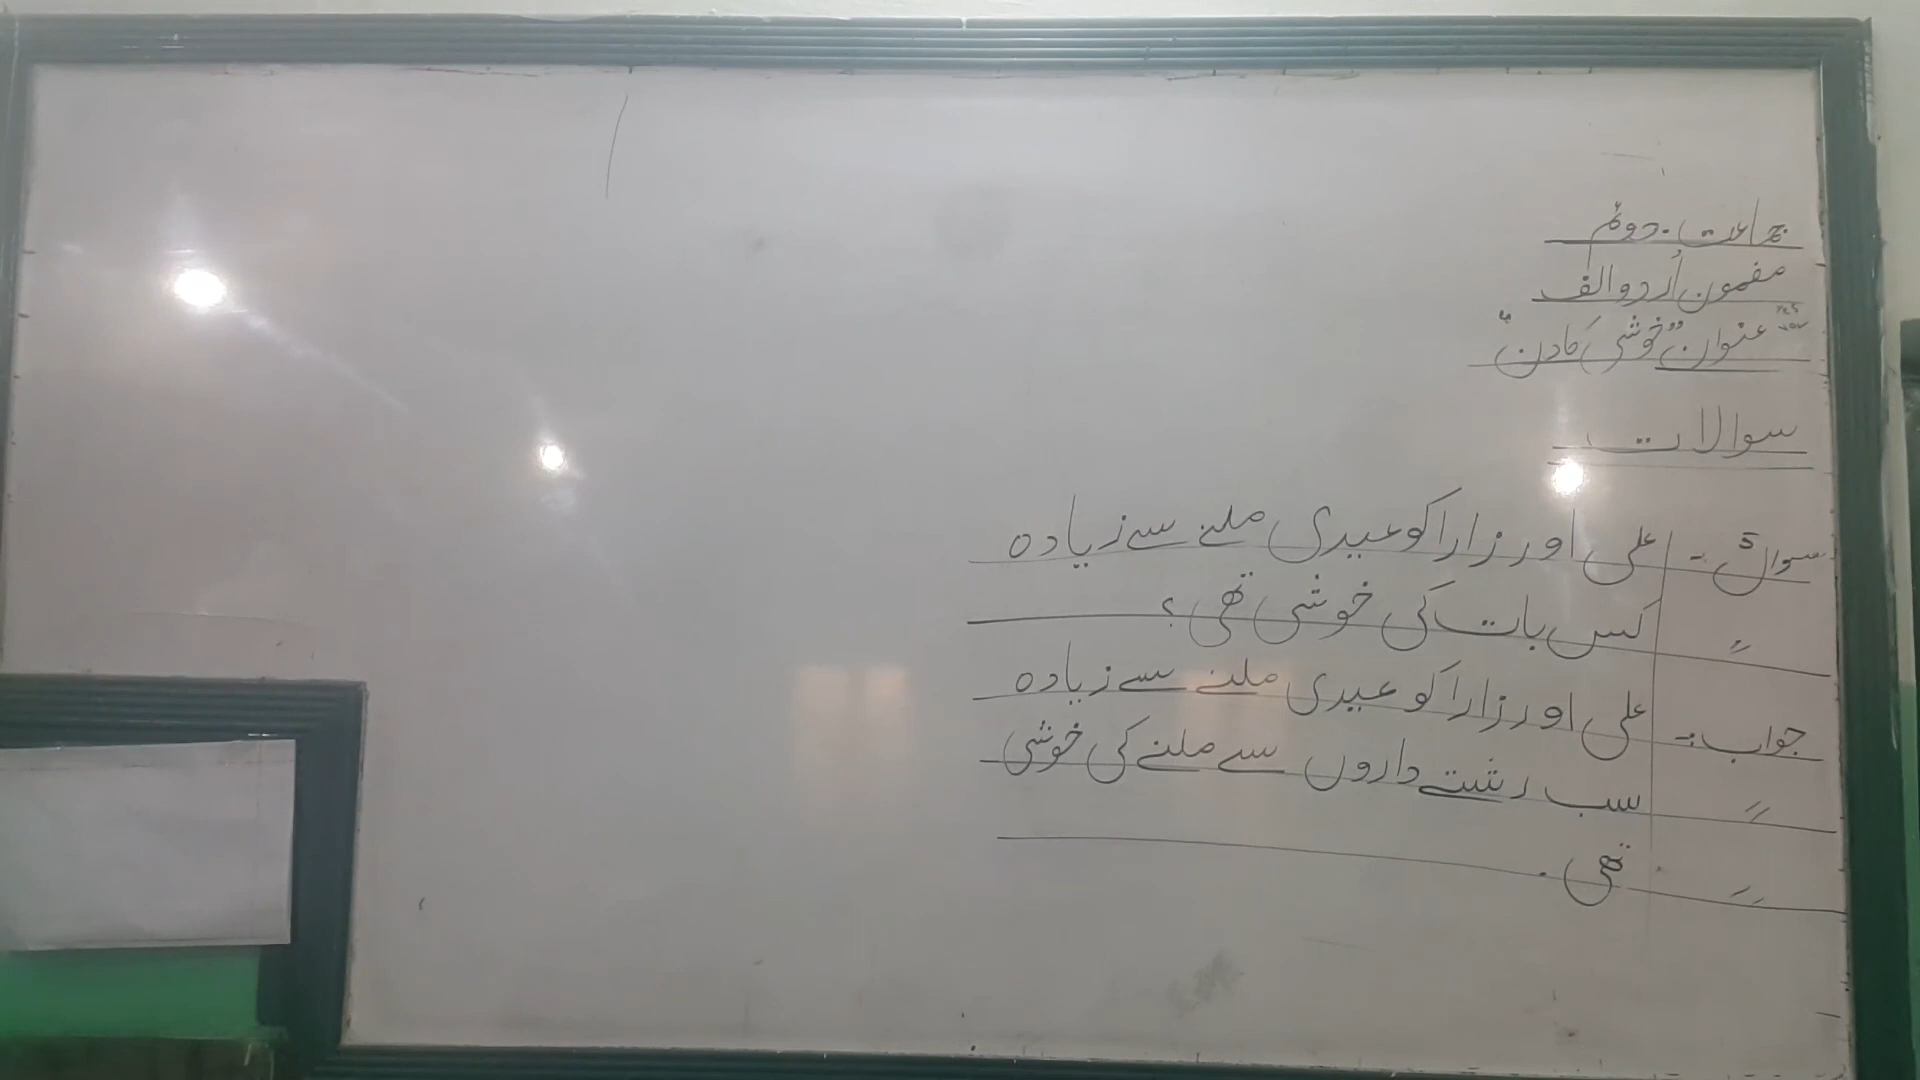 جماعت۔ دوئم
مضمون اُردو الف
عنوان "خوشی کا دن"
سوالات
سوال 5 :- علی اور زارا کو عیدی ملنے سے زیادہ
〃 کس بات کی خوشی تھی ؟
جواب :- علی اور زارا کو عیدی ملنے سے زیادہ
〃 سب رشتے داروں سے ملنے کی خوشی
〃 تھی ۔